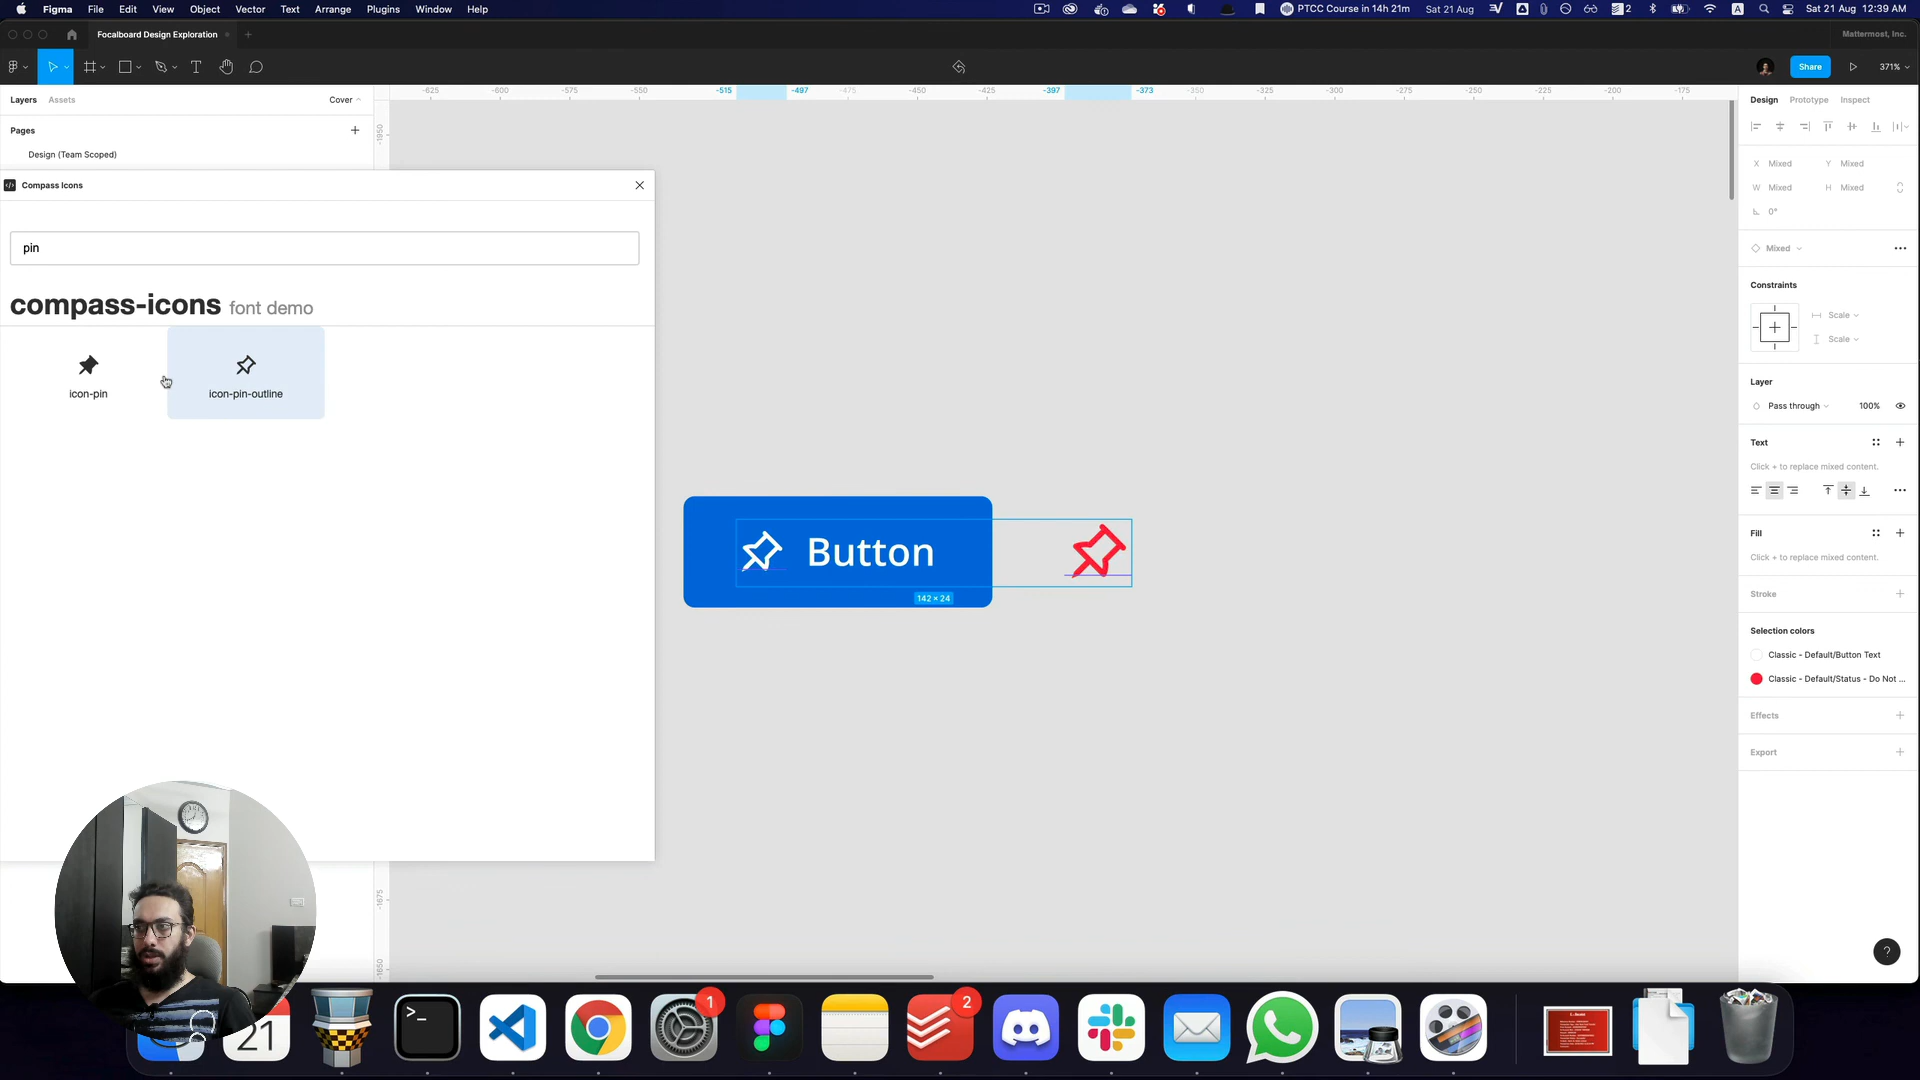 Figma File Edit View Object Vector Text Arrange Plugins Window Help
PTCC Course in 14h 21m Sat 21 Aug 2 A Sat 21 Aug 12:39 AM
Focalboard Design Exploration
Mattermost, Inc.
Share 371%
Layers Assets Cover
-625 -600 -575 -550 -515 -497 -475 -450 -425 -397 -373 -350 -325 -300 -275 -250 -225 -200 -175
Design Prototype Inspect
Pages
Design (Team Scoped)
-1950
X Mixed Y Mixed
W Mixed H Mixed
0°
Compass Icons
pin
compass-icons font demo
icon-pin
icon-pin-outline
Mixed
Constraints
Scale
Scale
Layer
Pass through 100%
Text
Click + to replace mixed content.
Fill
Click + to replace mixed content.
Stroke
Selection colors
Classic - Default/Button Text
Classic - Default/Status - Do Not ...
Effects
Export
Button
142 × 24
-1675
-1650
?
21
1
2